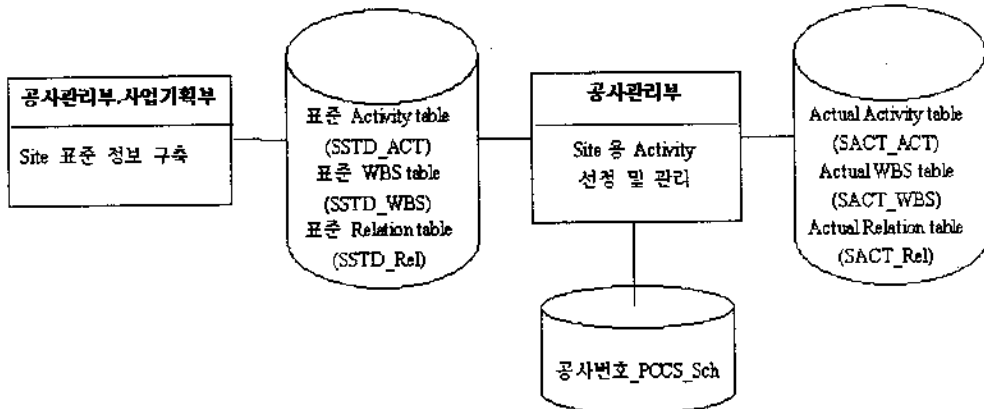 공사관리부.사업기획부
Site 표준 정보 구축
표준 Activity table
(SSTD_ACT)
표준 WBS table
(SSTD_WBS)
표준 Relation table
(SSTD_Rel)
공사관리부
Site 용 Activity
선정 및 관리
Actual Activity table
(SACT_ACT)
Actual WBS table
(SACT_WBS)
Actual Relation table
(SACT_Rel)
공사번호_PCCS_Sch